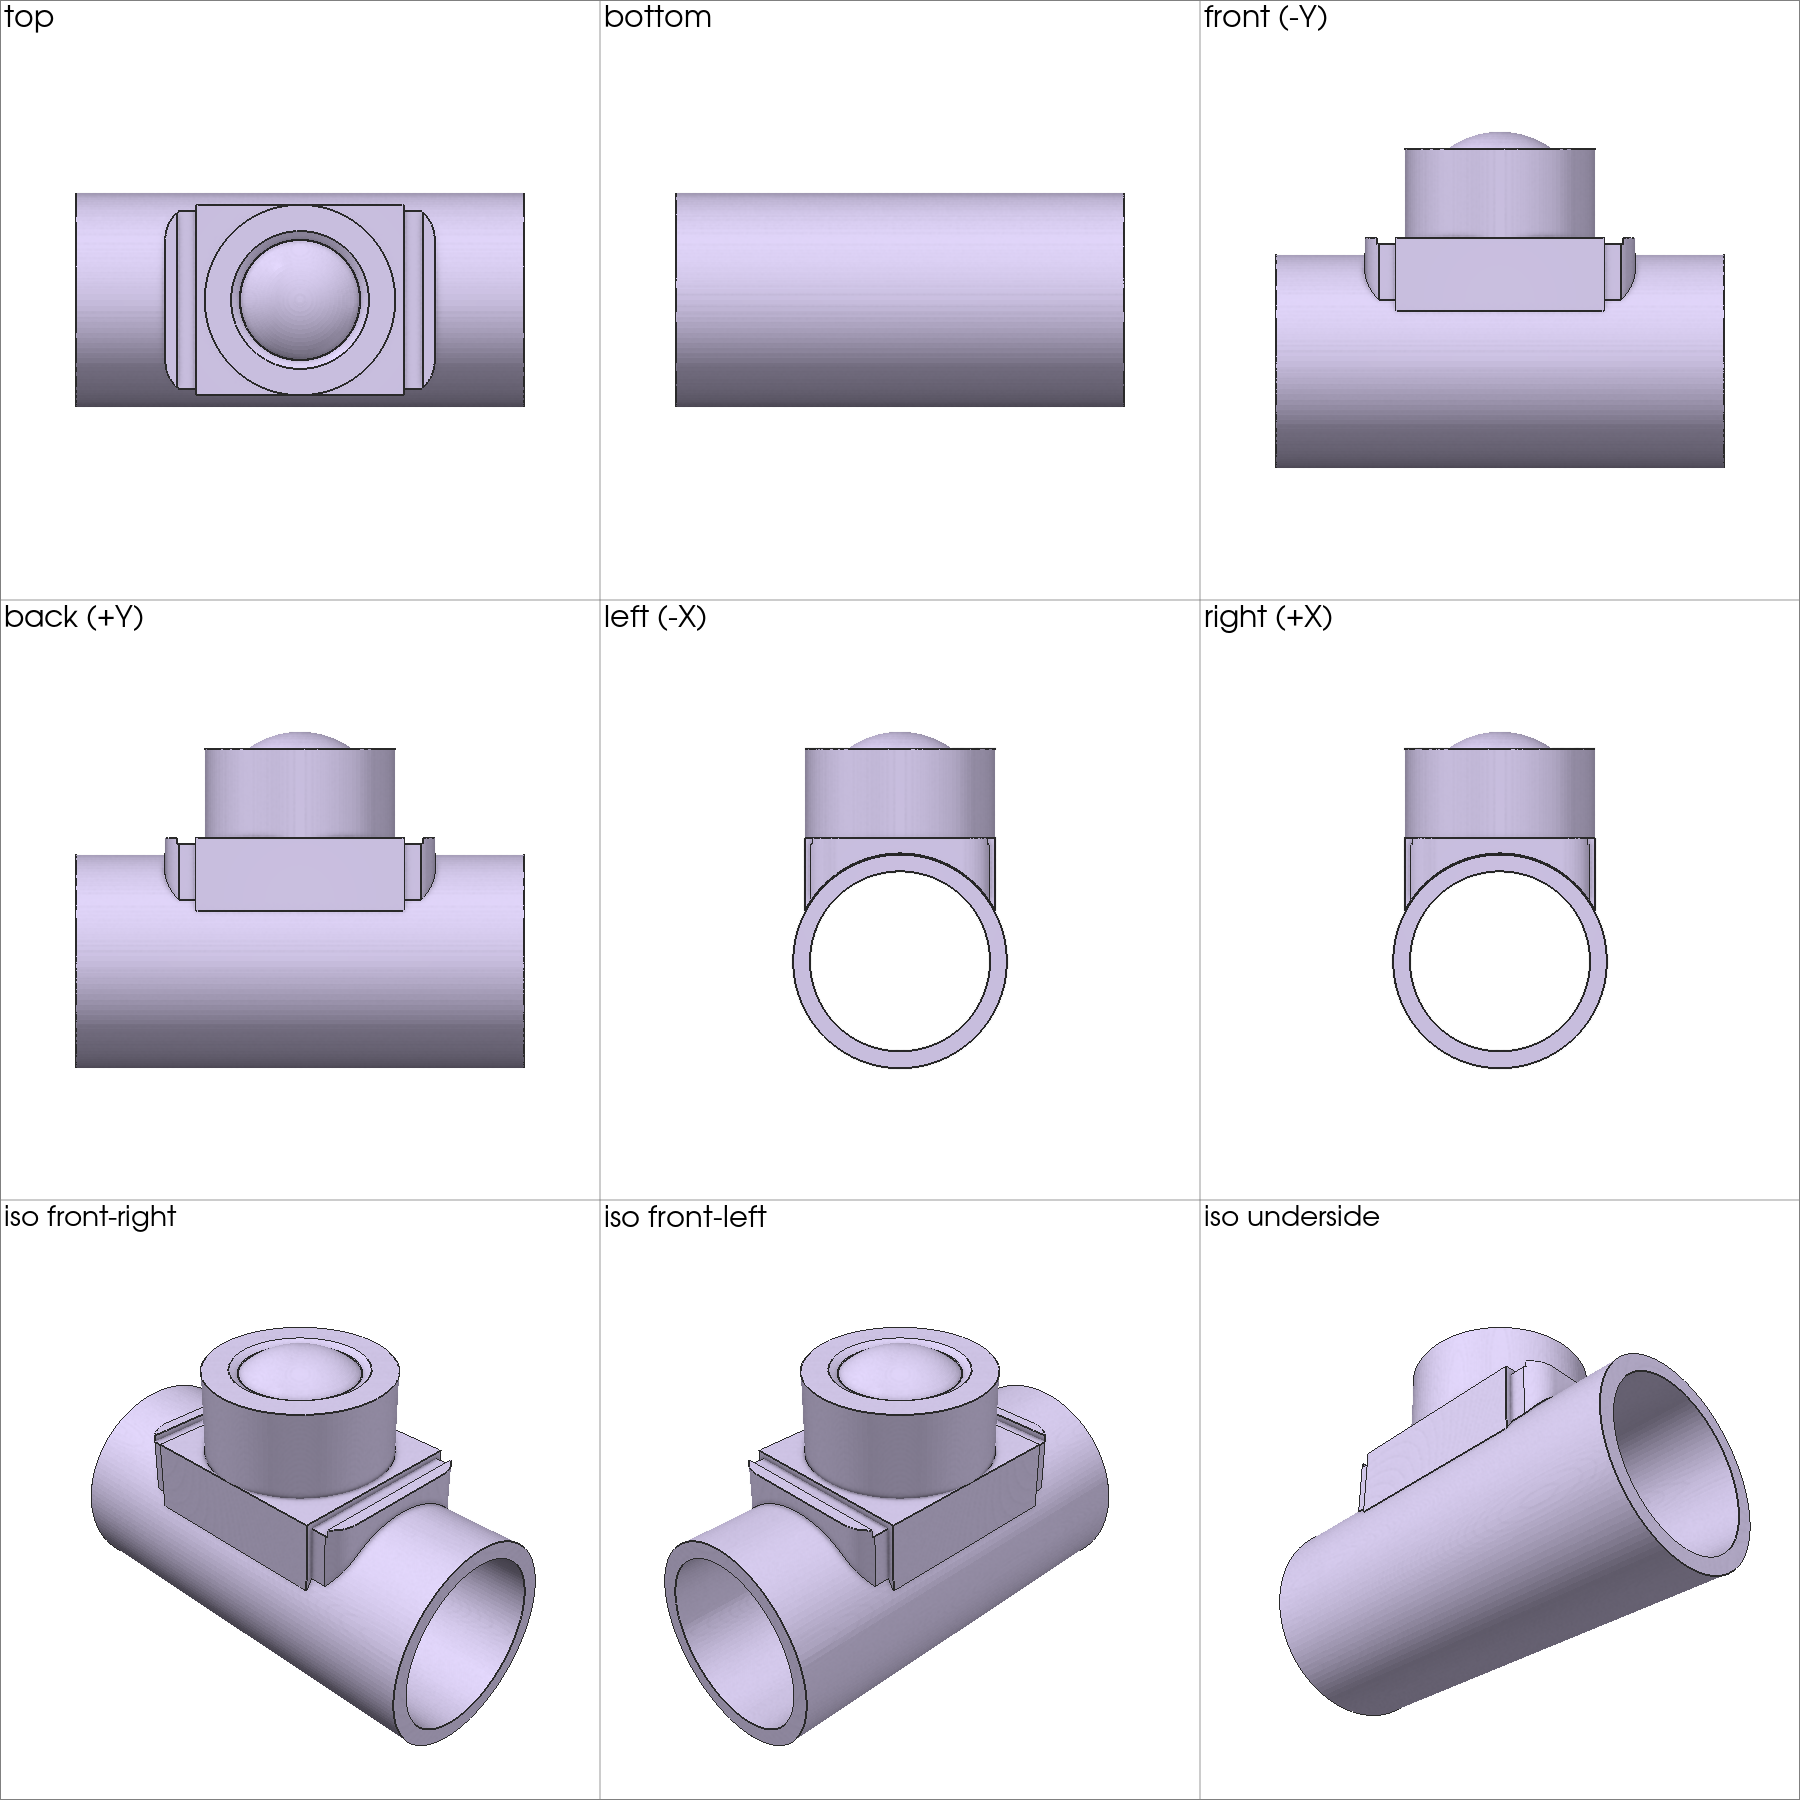 top
bottom
front (-Y)
back (+Y)
left (-X)
right (+X)
iso front-right
iso front-left
iso underside